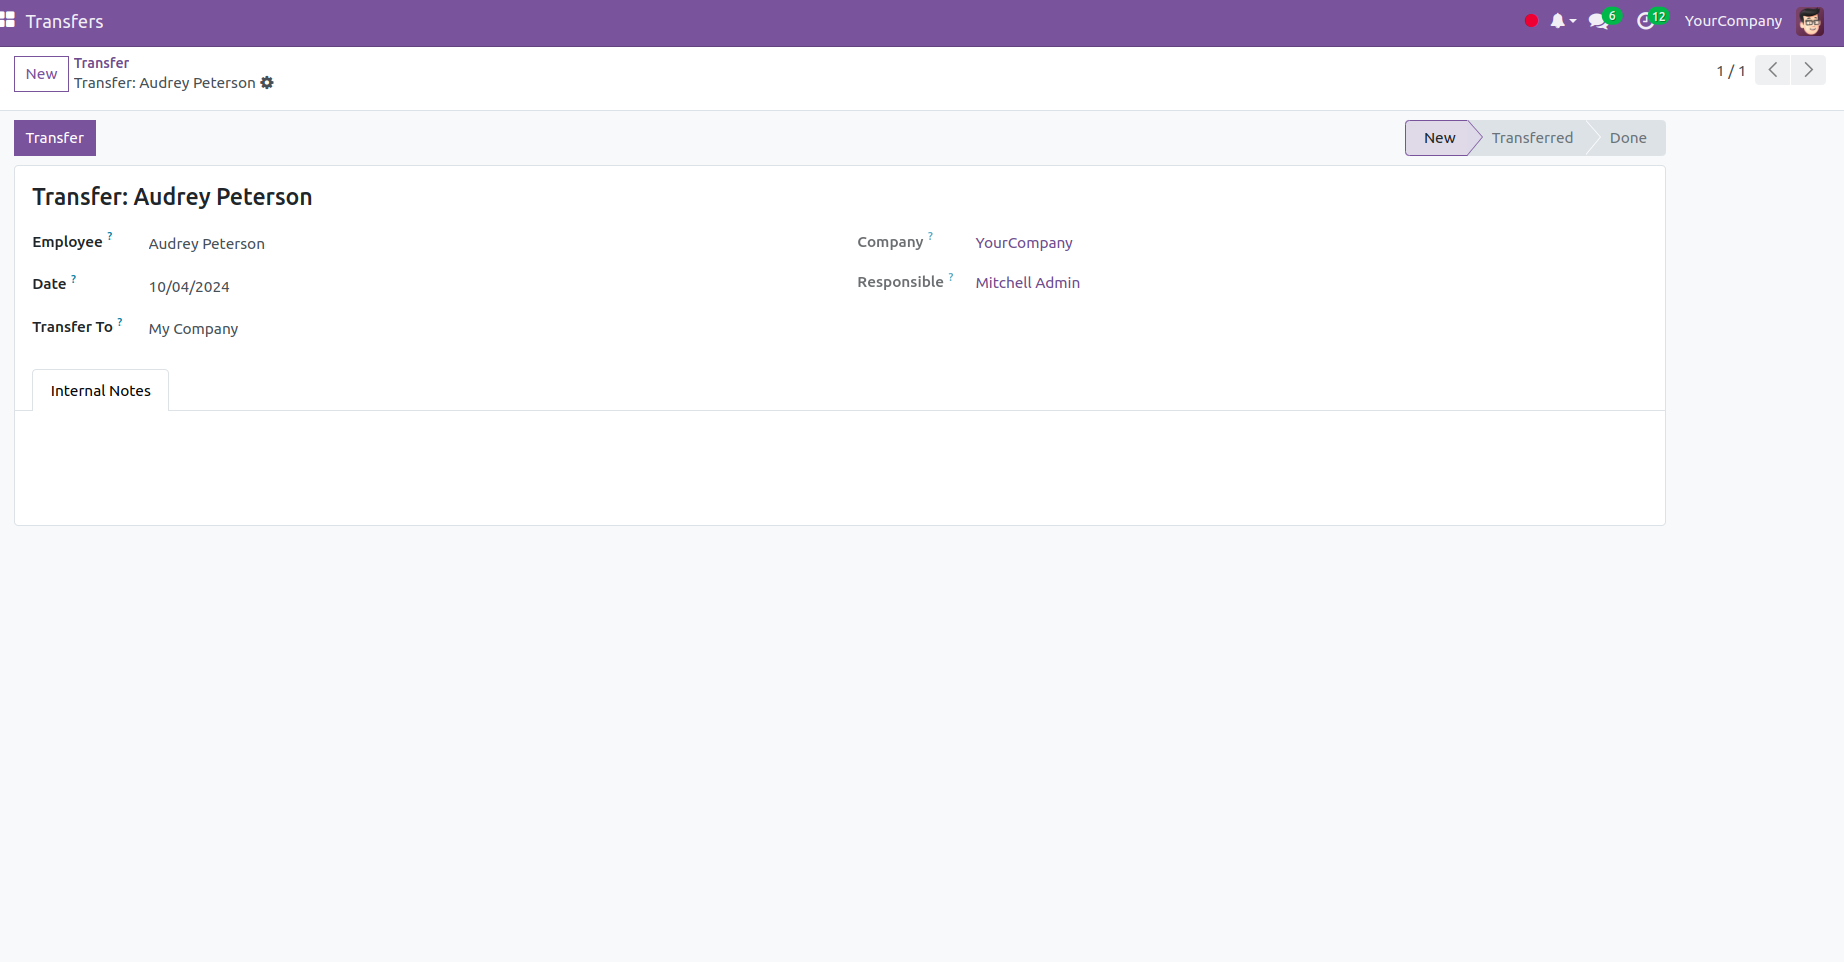 Transfers
6
12
YourCompany
New
Transfer
Transfer: Audrey Peterson
1 / 1
Transfer
New
Transferred
Done
Transfer: Audrey Peterson
Employee ?
Audrey Peterson
Company ?
YourCompany
Date ?
10/04/2024
Responsible ?
Mitchell Admin
Transfer To ?
My Company
Internal Notes